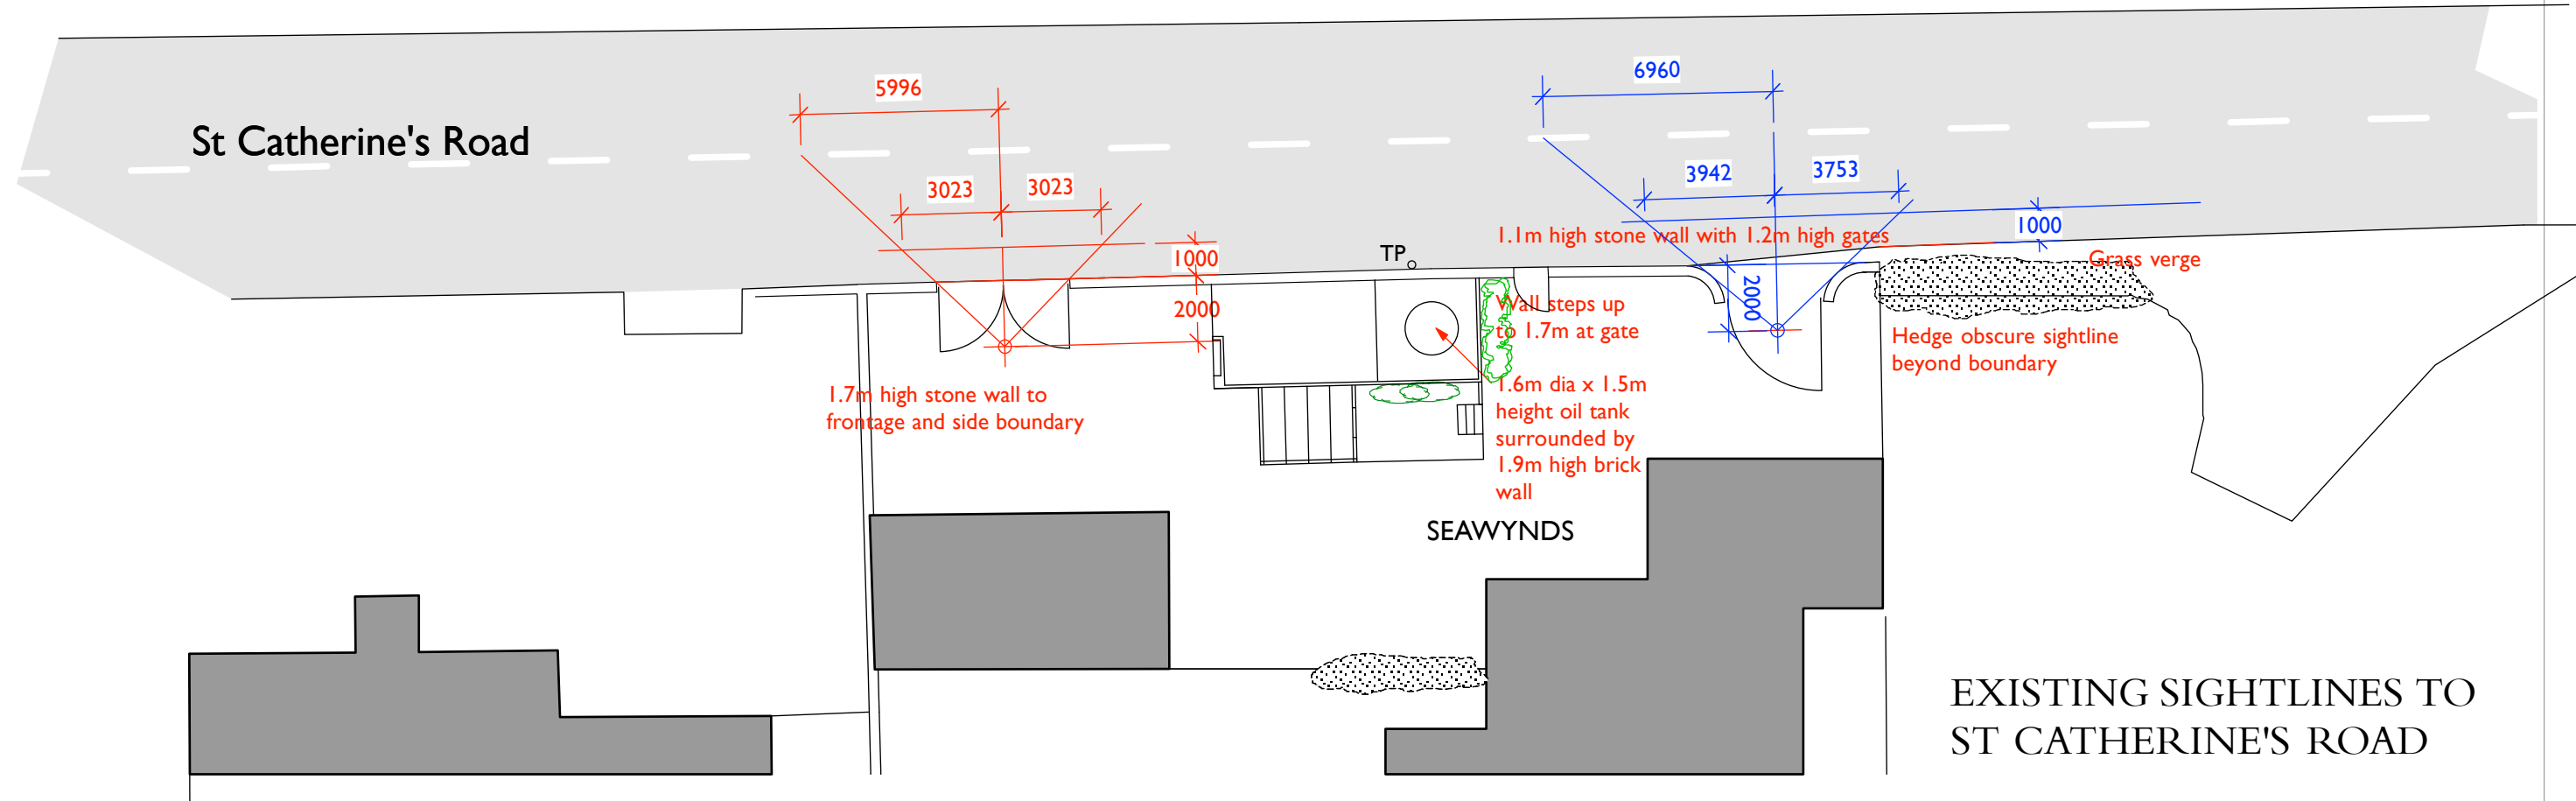 6960
5996
St Catherine's Road
3942
3753
3023
3023
1000
1.1m high stone wall with 1.2m high gates
TP
1000
Grass verge
2000
2000
Wall steps up
to 1.7m at gate
Hedge obscure sightline
beyond boundary
1.7m high stone wall to
frontage and side boundary
1.6m dia x 1.5m
height oil tank
surrounded by
1.9m high brick
wall
SEAWYNDS
EXISTING SIGHTLINES TO
ST CATHERINE'S ROAD